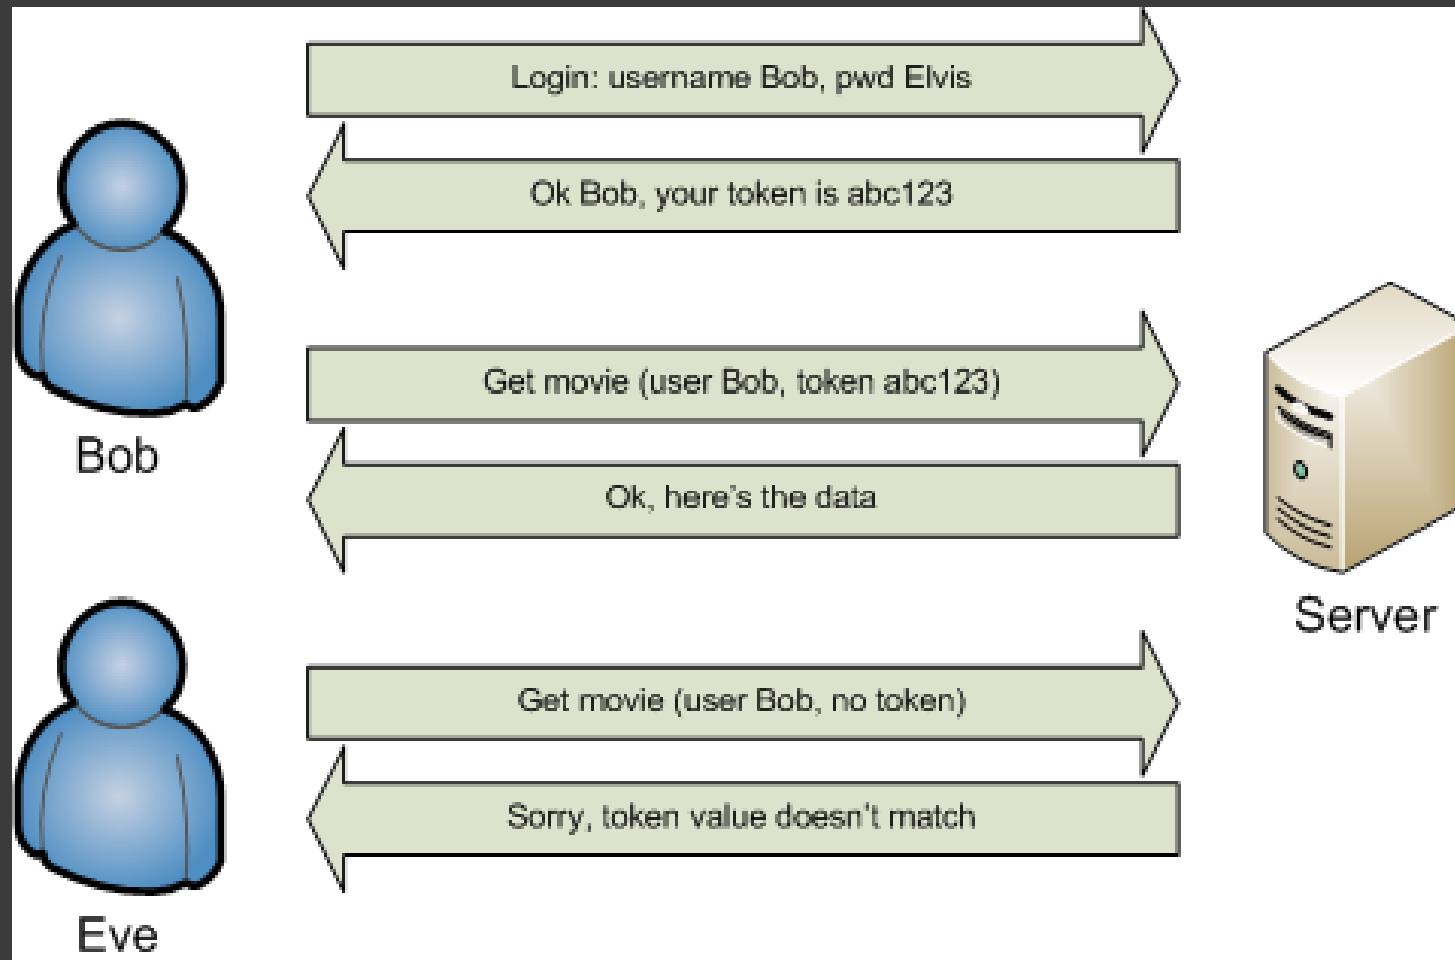 Login: username Bob, pwd Elvis
Ok Bob, your token is abc123
Get movie (user Bob, token abc123)
Bob
Ok, here's the data
Server
Get movie (user Bob, no token)
Sorry, token value doesn't match
Eve